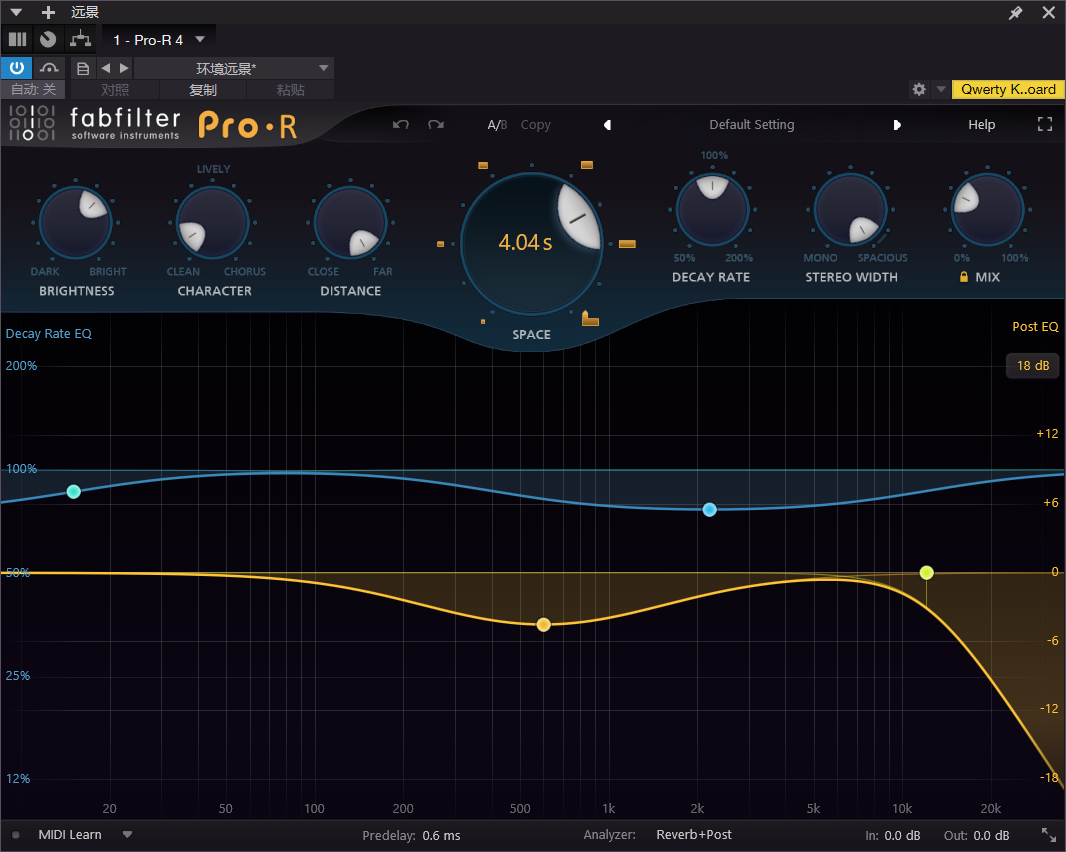 远景
1 - Pro-R 4
环境远景*
自动: 关
对照
复制
粘贴
Qwerty K..oard
fabfilter
software instruments
Pro·R
A/B
Copy
Default Setting
Help
LIVELY
100%
DARK
BRIGHT
BRIGHTNESS
CLEAN
CHORUS
CHARACTER
CLOSE
FAR
DISTANCE
4.04 s
SPACE
50%
200%
DECAY RATE
MONO
SPACIOUS
STEREO WIDTH
0%
100%
MIX
Decay Rate EQ
Post EQ
200%
18 dB
+12
100%
+6
50%
0
-6
25%
-12
12%
-18
20
50
100
200
500
1k
2k
5k
10k
20k
MIDI Learn
Predelay: 0.6 ms
Analyzer: Reverb+Post
In: 0.0 dB
Out: 0.0 dB